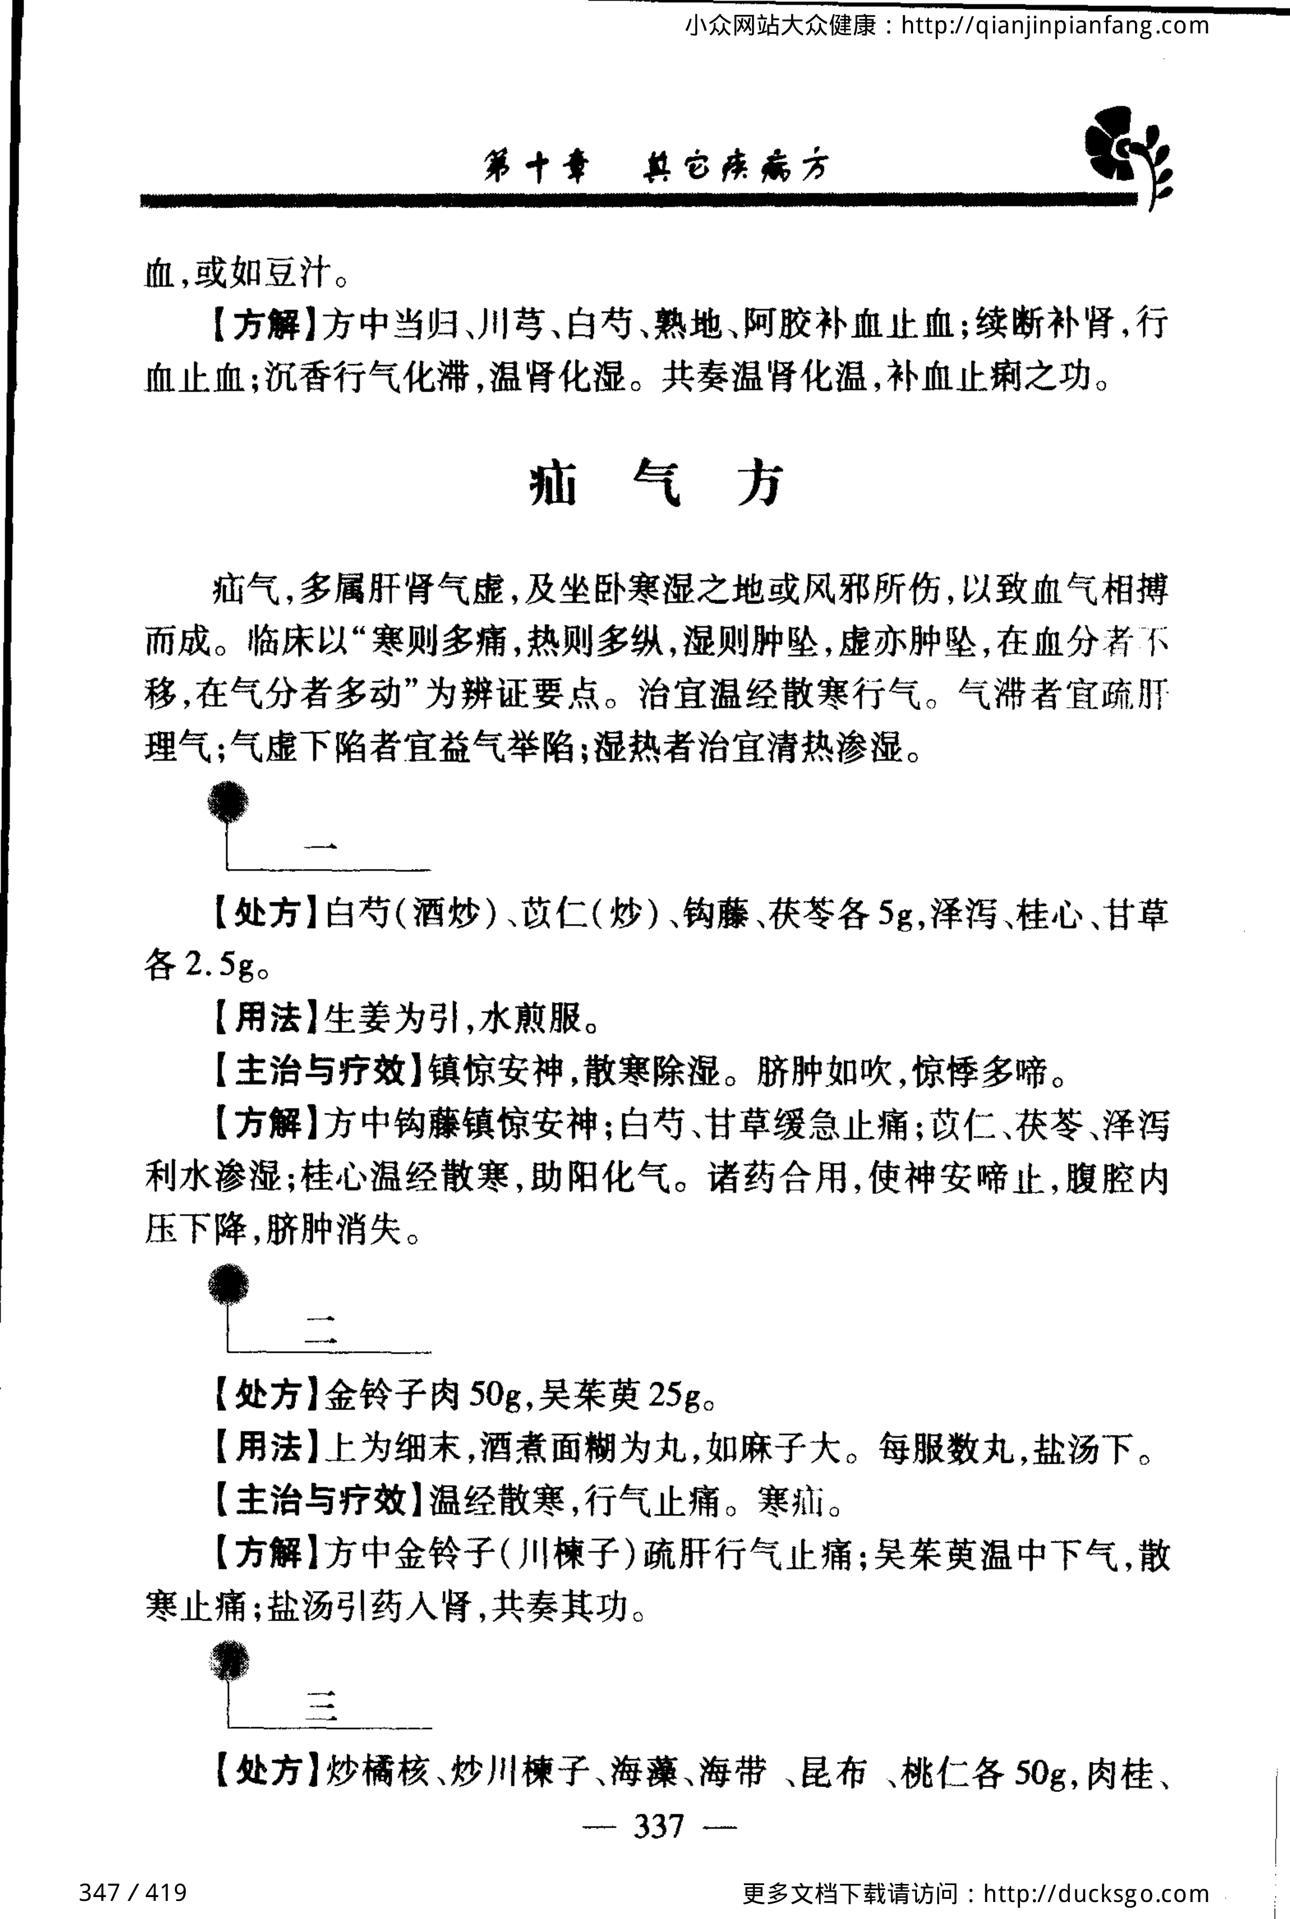 小众网站大众健康：http://qianjinpianfang.com
第十章 其它疾病方
血,或如豆汁。
【方解】方中当归、川芎、白芍、熟地、阿胶补血止血;续断补肾,行
血止血;沉香行气化滞,温肾化湿。共奏温肾化温,补血止痢之功。
疝气方
疝气,多属肝肾气虚,及坐卧寒湿之地或风邪所伤,以致血气相搏
而成。临床以“寒则多痛,热则多纵,湿则肿坠,虚亦肿坠,在血分者不
移,在气分者多动”为辨证要点。治宜温经散寒行气。气滞者宜疏肝
理气;气虚下陷者宜益气举陷;湿热者治宜清热渗湿。
一
【处方】白芍(酒炒)、苡仁(炒)、钩藤、茯苓各5g,泽泻、桂心、甘草
各2.5g。
【用法】生姜为引,水煎服。
【主治与疗效】镇惊安神,散寒除湿。脐肿如吹,惊悸多啼。
【方解】方中钩藤镇惊安神;白芍、甘草缓急止痛;苡仁、茯苓、泽泻
利水渗湿;桂心温经散寒,助阳化气。诸药合用,使神安啼止,腹腔内
压下降,脐肿消失。
二
【处方】金铃子肉50g,吴茱萸25g。
【用法】上为细末,酒煮面糊为丸,如麻子大。每服数丸,盐汤下。
【主治与疗效】温经散寒,行气止痛。寒疝。
【方解】方中金铃子(川楝子)疏肝行气止痛;吴茱萸温中下气,散
寒止痛;盐汤引药入肾,共奏其功。
三
【处方】炒橘核、炒川楝子、海藻、海带、昆布、桃仁各50g,肉桂、
— 337 —
347 / 419
更多文档下载请访问：http://ducksgo.com